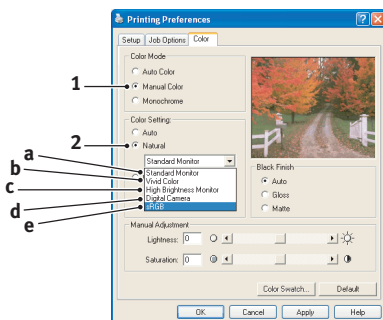 Printing Preferences
Setup Job Options Color
Color Mode
Auto Color
1 Manual Color
Monochrome
Color Setting:
Auto
2 Natural
Standard Monitor
a Standard Monitor
b Vivid Color
c High Brightness Monitor
d Digital Camera
e sRGB
Black Finish
Auto
Gloss
Matte
Manual Adjustment
Lightness: 0
Saturation: 0
Color Swatch... Default
OK Cancel Apply Help